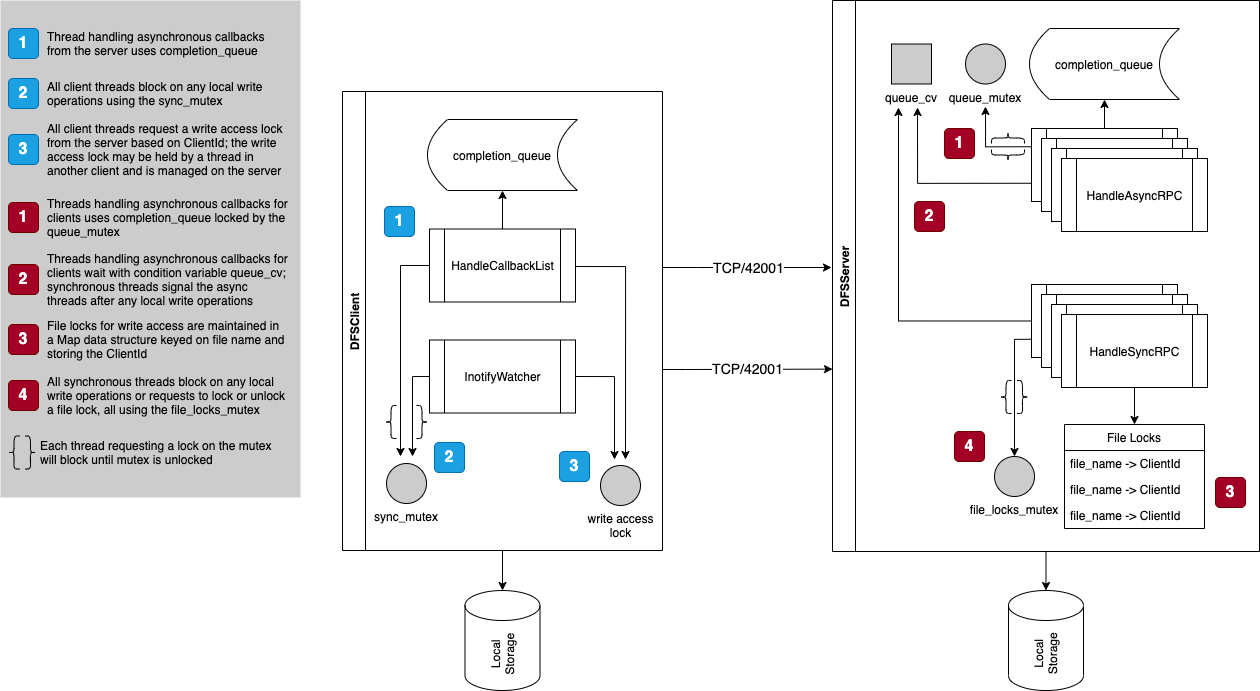 1
Thread handling asynchronous callbacks
from the server uses completion_queue
2
All client threads block on any local write
operations using the sync_mutex
3
All client threads request a write access lock
from the server based on ClientId; the write
access lock may be held by a thread in
another client and is managed on the server
1
Threads handling asynchronous callbacks for
clients uses completion_queue locked by the
queue_mutex
2
Threads handling asynchronous callbacks for
clients wait with condition variable queue_cv;
synchronous threads signal the async
threads after any local write operations
3
File locks for write access are maintained in
a Map data structure keyed on file name and
storing the ClientId
4
All synchronous threads block on any local
write operations or requests to lock or unlock
a file lock, all using the file_locks_mutex
{ }
Each thread requesting a lock on the mutex
will block until mutex is unlocked
DFSClient
completion_queue
1
HandleCallbackList
InotifyWatcher
2
3
sync_mutex
write access
lock
Local
Storage
TCP/42001
TCP/42001
DFSServer
queue_cv
queue_mutex
completion_queue
1
HandleAsyncRPC
2
HandleSyncRPC
4
file_locks_mutex
File Locks
file_name -> ClientId
file_name -> ClientId
file_name -> ClientId
3
Local
Storage